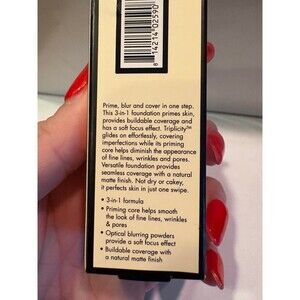 8 14214 02590
Prime, blur and cover in one step.
This 3-in-1 foundation primes skin,
provides buildable coverage and
has a soft focus effect. Triplicity™
glides on effortlessly, covering
imperfections while its priming
core helps diminish the appearance
of fine lines, wrinkles and pores.
Versatile foundation provides
seamless coverage with a natural
matte finish. Not dry or cakey,
it perfects skin in just one swipe.
• 3-in-1 formula
• Priming core helps smooth
the look of fine lines, wrinkles
& pores
• Optical blurring powders
provide a soft focus effect
• Buildable coverage with
a natural matte finish